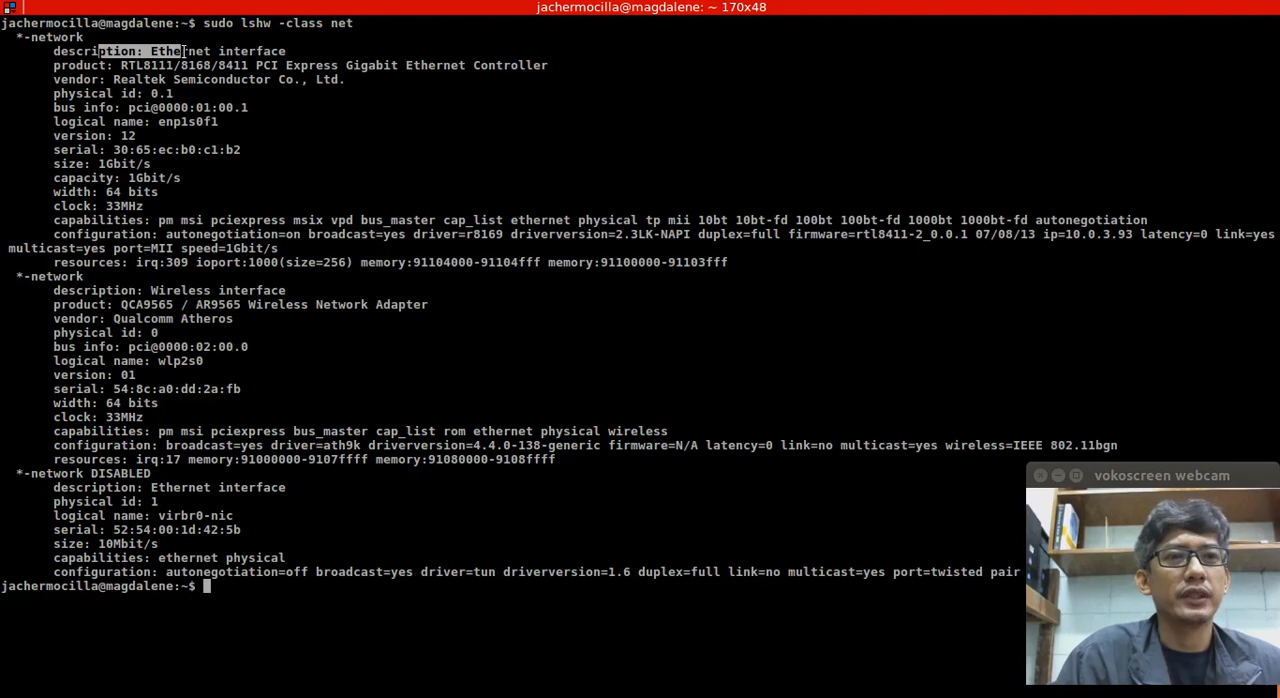 jachermocilla@magdalene: ~ 170x48
jachermocilla@magdalene:~$ sudo lshw -class net
*-network
description: Ethernet interface
product: RTL8111/8168/8411 PCI Express Gigabit Ethernet Controller
vendor: Realtek Semiconductor Co., Ltd.
physical id: 0.1
bus info: pci@0000:01:00.1
logical name: enp1s0f1
version: 12
serial: 30:65:ec:b0:c1:b2
size: 1Gbit/s
capacity: 1Gbit/s
width: 64 bits
clock: 33MHz
capabilities: pm msi pciexpress msix vpd bus_master cap_list ethernet physical tp mii 10bt 10bt-fd 100bt 100bt-fd 1000bt 1000bt-fd autonegotiation
configuration: autonegotiation=on broadcast=yes driver=r8169 driverversion=2.3LK-NAPI duplex=full firmware=rtl8411-2_0.0.1 07/08/13 ip=10.0.3.93 latency=0 link=yes
multicast=yes port=MII speed=1Gbit/s
resources: irq:309 ioport:1000(size=256) memory:91104000-91104fff memory:91100000-91103fff
*-network
description: Wireless interface
product: QCA9565 / AR9565 Wireless Network Adapter
vendor: Qualcomm Atheros
physical id: 0
bus info: pci@0000:02:00.0
logical name: wlp2s0
version: 01
serial: 54:8c:a0:dd:2a:fb
width: 64 bits
clock: 33MHz
capabilities: pm msi pciexpress bus_master cap_list rom ethernet physical wireless
configuration: broadcast=yes driver=ath9k driverversion=4.4.0-138-generic firmware=N/A latency=0 link=no multicast=yes wireless=IEEE 802.11bgn
resources: irq:17 memory:91000000-9107ffff memory:91080000-9108ffff
*-network DISABLED
description: Ethernet interface
physical id: 1
logical name: virbr0-nic
serial: 52:54:00:1d:42:5b
size: 10Mbit/s
capabilities: ethernet physical
configuration: autonegotiation=off broadcast=yes driver=tun driverversion=1.6 duplex=full link=no multicast=yes port=twisted pair
jachermocilla@magdalene:~$
vokoscreen webcam